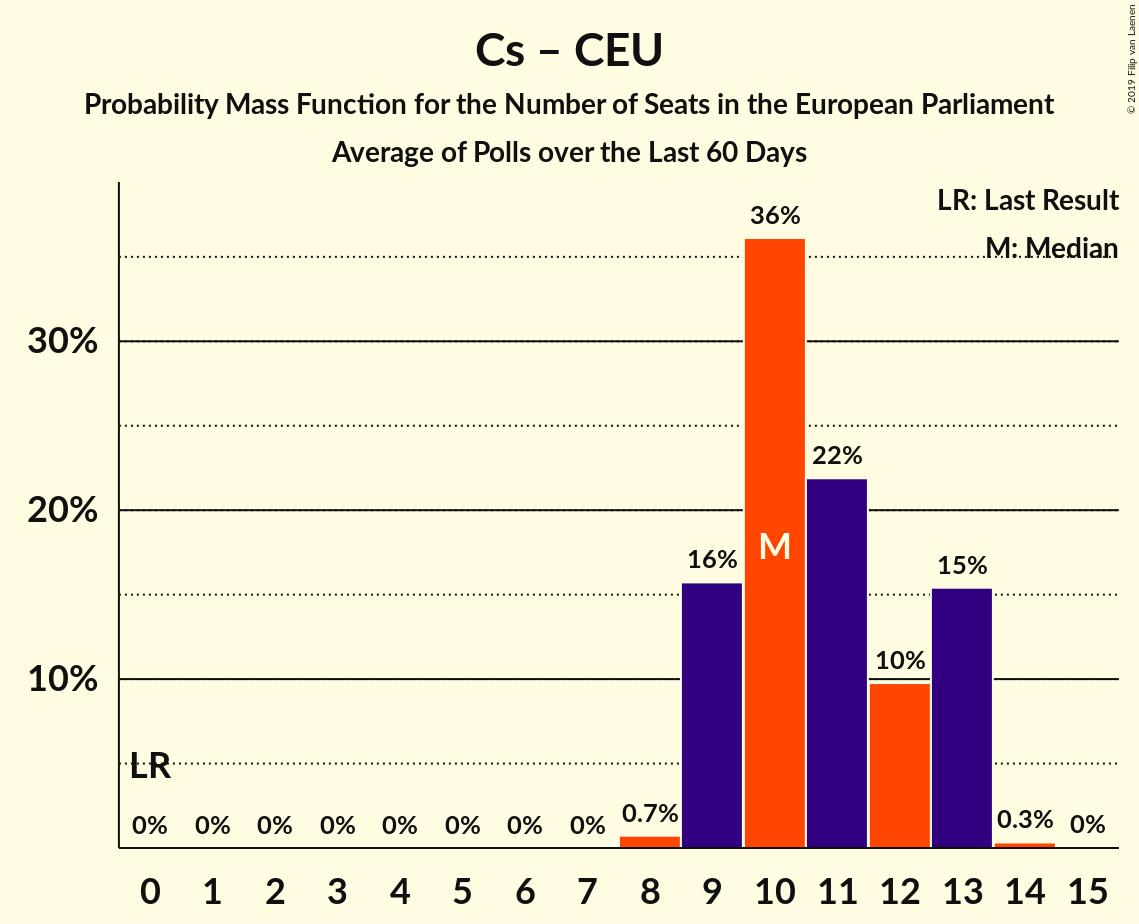 Cs – CEU
Probability Mass Function for the Number of Seats in the European Parliament
Average of Polls over the Last 60 Days
© 2019 Filip van Laenen
LR: Last Result
M: Median
30%
20%
10%
LR
M
0% 0% 0% 0% 0% 0% 0% 0% 0.7% 16% 36% 22% 10% 15% 0.3% 0%
0 1 2 3 4 5 6 7 8 9 10 11 12 13 14 15